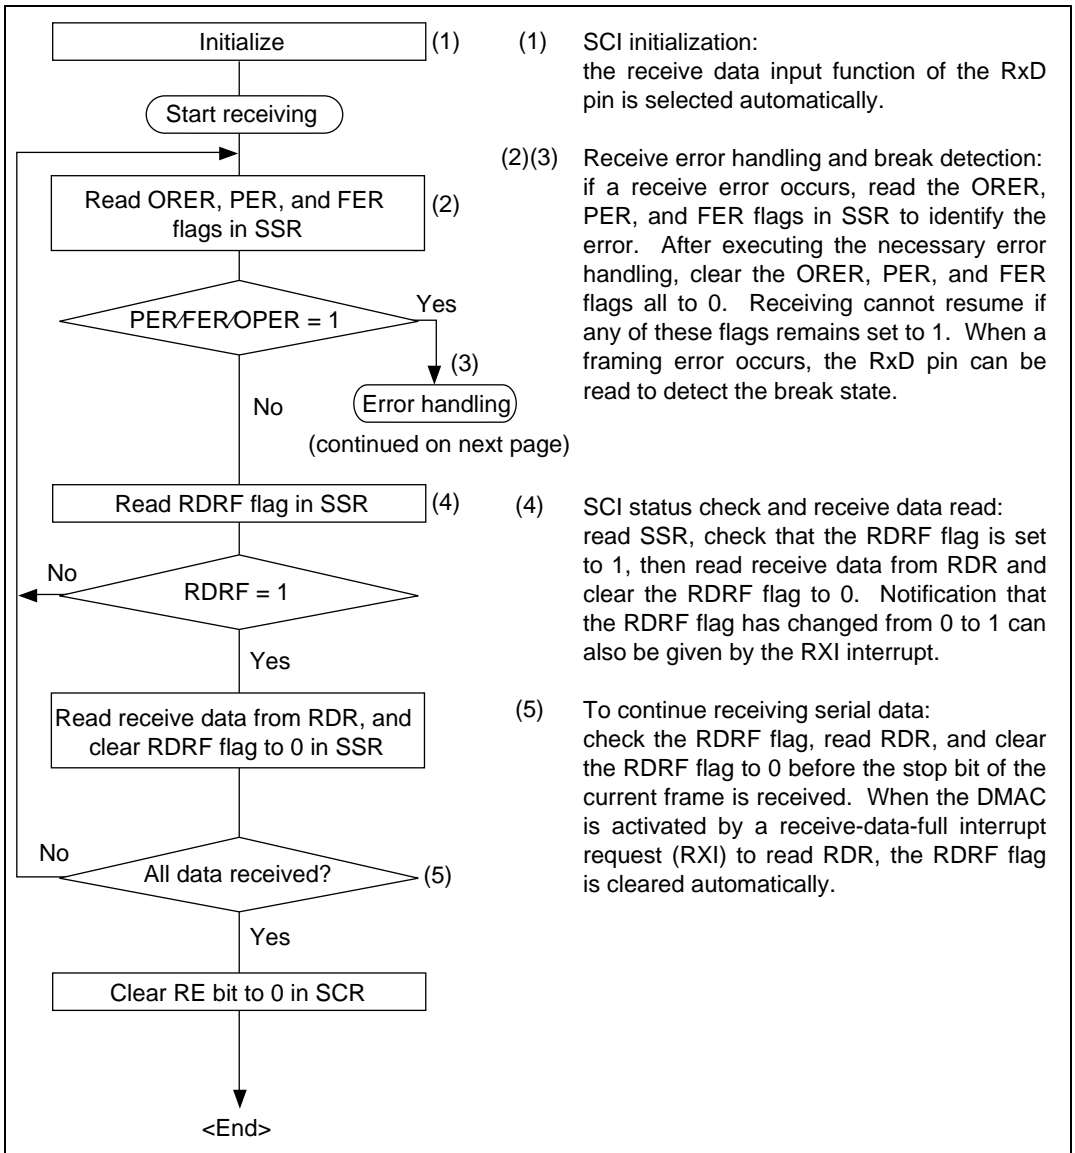 Initialize
(1)
Start receiving
Read ORER, PER, and FER
flags in SSR
(2)
PER/FER/OPER = 1
Yes
(3)
No
Error handling
(continued on next page)
Read RDRF flag in SSR
(4)
No
RDRF = 1
Yes
Read receive data from RDR, and
clear RDRF flag to 0 in SSR
No
All data received?
(5)
Yes
Clear RE bit to 0 in SCR
<End>
(1) SCI initialization:
the receive data input function of the RxD
pin is selected automatically.
(2)(3) Receive error handling and break detection:
if a receive error occurs, read the ORER,
PER, and FER flags in SSR to identify the
error. After executing the necessary error
handling, clear the ORER, PER, and FER
flags all to 0. Receiving cannot resume if
any of these flags remains set to 1. When a
framing error occurs, the RxD pin can be
read to detect the break state.
(4) SCI status check and receive data read:
read SSR, check that the RDRF flag is set
to 1, then read receive data from RDR and
clear the RDRF flag to 0. Notification that
the RDRF flag has changed from 0 to 1 can
also be given by the RXI interrupt.
(5) To continue receiving serial data:
check the RDRF flag, read RDR, and clear
the RDRF flag to 0 before the stop bit of the
current frame is received. When the DMAC
is activated by a receive-data-full interrupt
request (RXI) to read RDR, the RDRF flag
is cleared automatically.